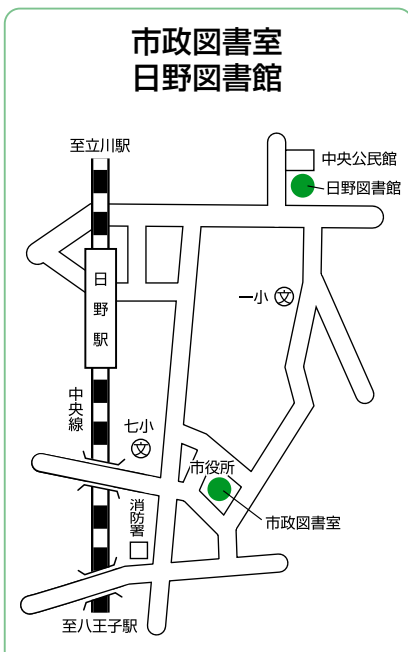 市政図書室
日野図書館
至立川駅
中央公民館
日野図書館
日野駅
一小
文
中央線
七小
文
市役所
消防署
市政図書室
至八王子駅